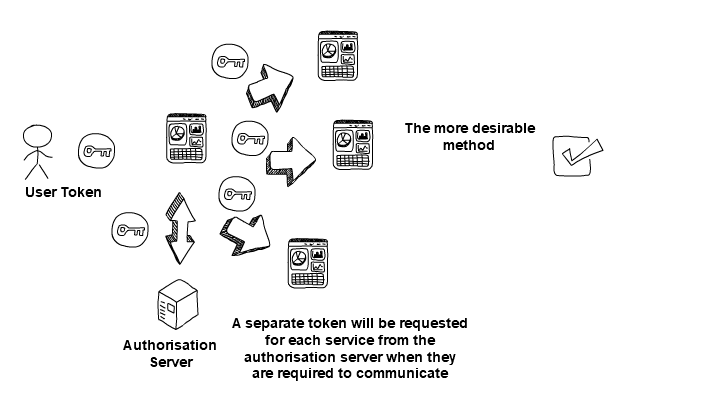 The more desirable
method
User Token
Authorisation
Server
A separate token will be requested
for each service from the
authorisation server when they
are required to communicate